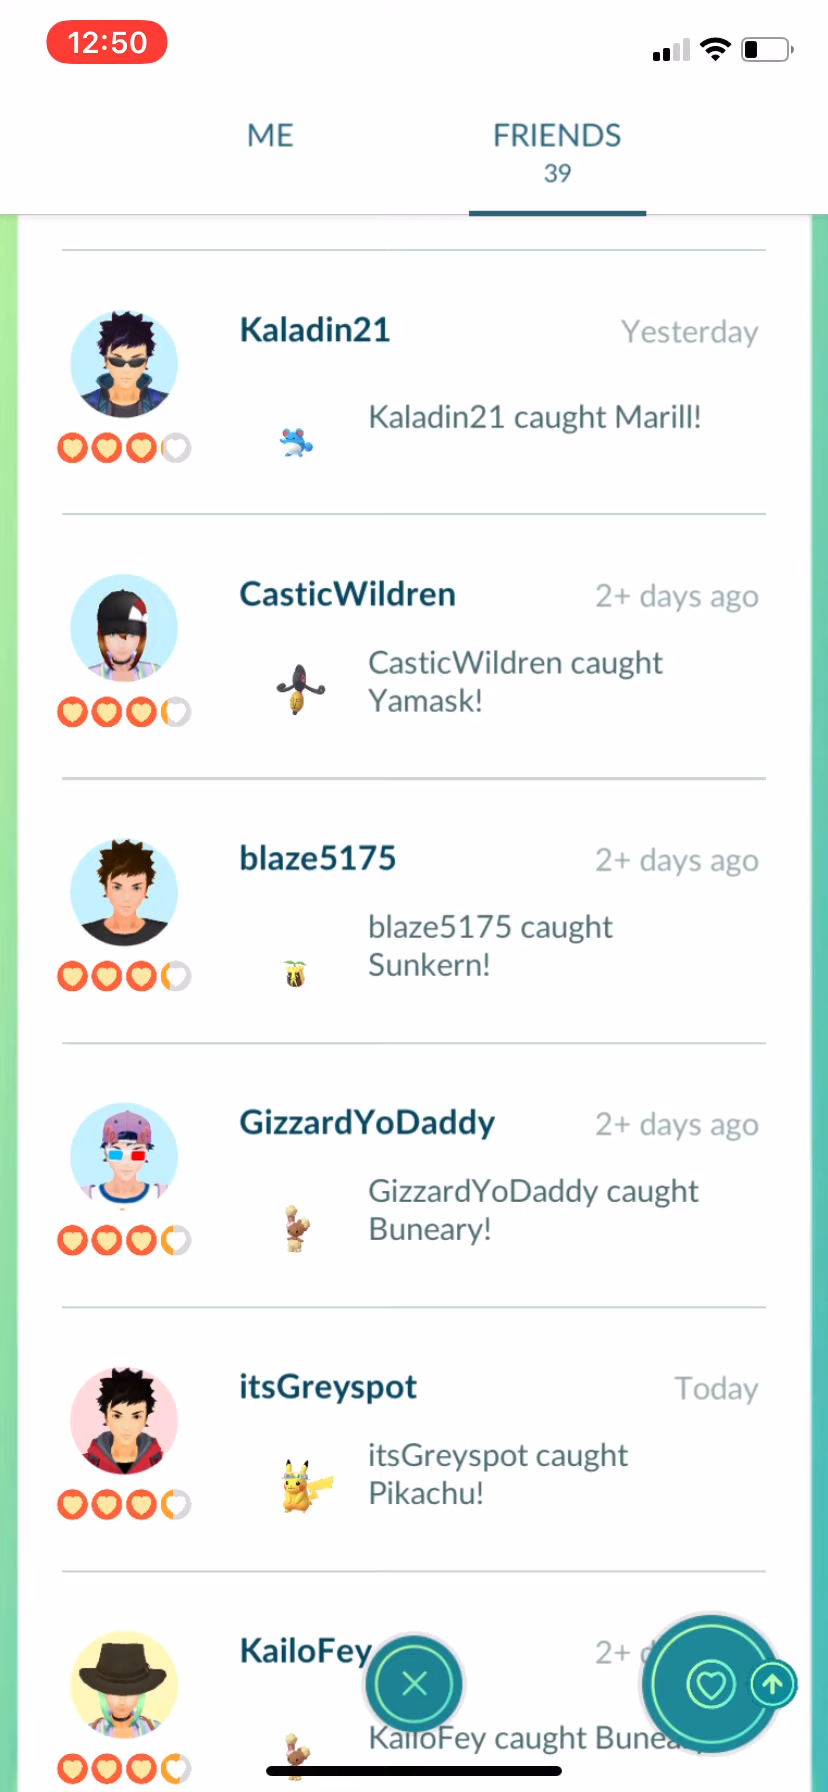 12:50
ME
FRIENDS
39
Kaladin21
Yesterday
Kaladin21 caught Marill!
CasticWildren
2+ days ago
CasticWildren caught
Yamask!
blaze5175
2+ days ago
blaze5175 caught
Sunkern!
GizzardYoDaddy
2+ days ago
GizzardYoDaddy caught
Buneary!
itsGreyspot
Today
itsGreyspot caught
Pikachu!
KailoFey
2+
KailoFey caught